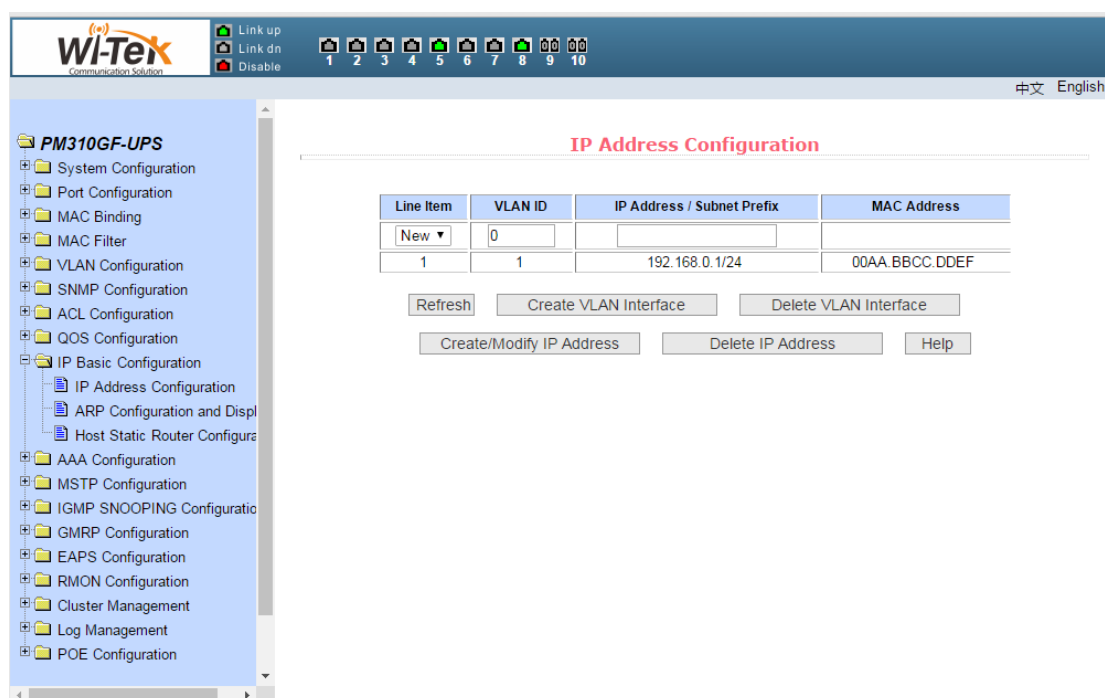 WI-TEK
Communication Solution
Link up
Link dn
Disable
1 2 3 4 5 6 7 8 9 10
中文 English
PM310GF-UPS
System Configuration
Port Configuration
MAC Binding
MAC Filter
VLAN Configuration
SNMP Configuration
ACL Configuration
QOS Configuration
IP Basic Configuration
IP Address Configuration
ARP Configuration and Displ
Host Static Router Configura
AAA Configuration
MSTP Configuration
IGMP SNOOPING Configuratio
GMRP Configuration
EAPS Configuration
RMON Configuration
Cluster Management
Log Management
POE Configuration
IP Address Configuration
Line Item VLAN ID IP Address / Subnet Prefix MAC Address
New 0
1 1 192.168.0.1/24 00AA.BBCC.DDEF
Refresh Create VLAN Interface Delete VLAN Interface
Create/Modify IP Address Delete IP Address Help